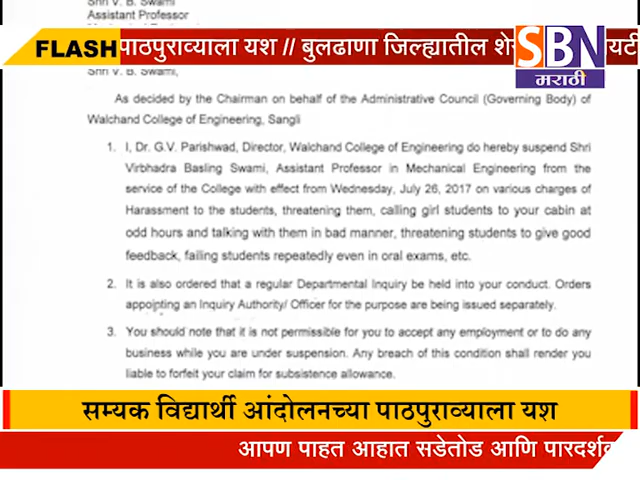 Shri V. B. Swami
Assistant Professor
FLASH पाठपुराव्याला यश // बुलढाणा जिल्ह्यातील
SBN
मराठी
Shri V. B. Swami,
As decided by the Chairman on behalf of the Administrative Council (Governing Body) of
Walchand College of Engineering, Sangli
1. I, Dr. G.V. Parishwad, Director, Walchand College of Engineering do hereby suspend Shri
Virbhadra Basling Swami, Assistant Professor in Mechanical Engineering from the
service of the College with effect from Wednesday, July 26, 2017 on various charges of
Harassment to the students, threatening them, calling girl students to your cabin at
odd hours and talking with them in bad manner, threatening students to give good
feedback, failing students repeatedly even in oral exams, etc.
2. It is also ordered that a regular Departmental Inquiry be held into your conduct. Orders
appointing an Inquiry Authority/ Officer for the purpose are being issued separately.
3. You should note that it is not permissible for you to accept any employment or to do any
business while you are under suspension. Any breach of this condition shall render you
liable to forfeit your claim for subsistence allowance.
सम्यक विद्यार्थी आंदोलनच्या पाठपुराव्याला यश
आपण पाहत आहात सडेतोड आणि पारदर्शक